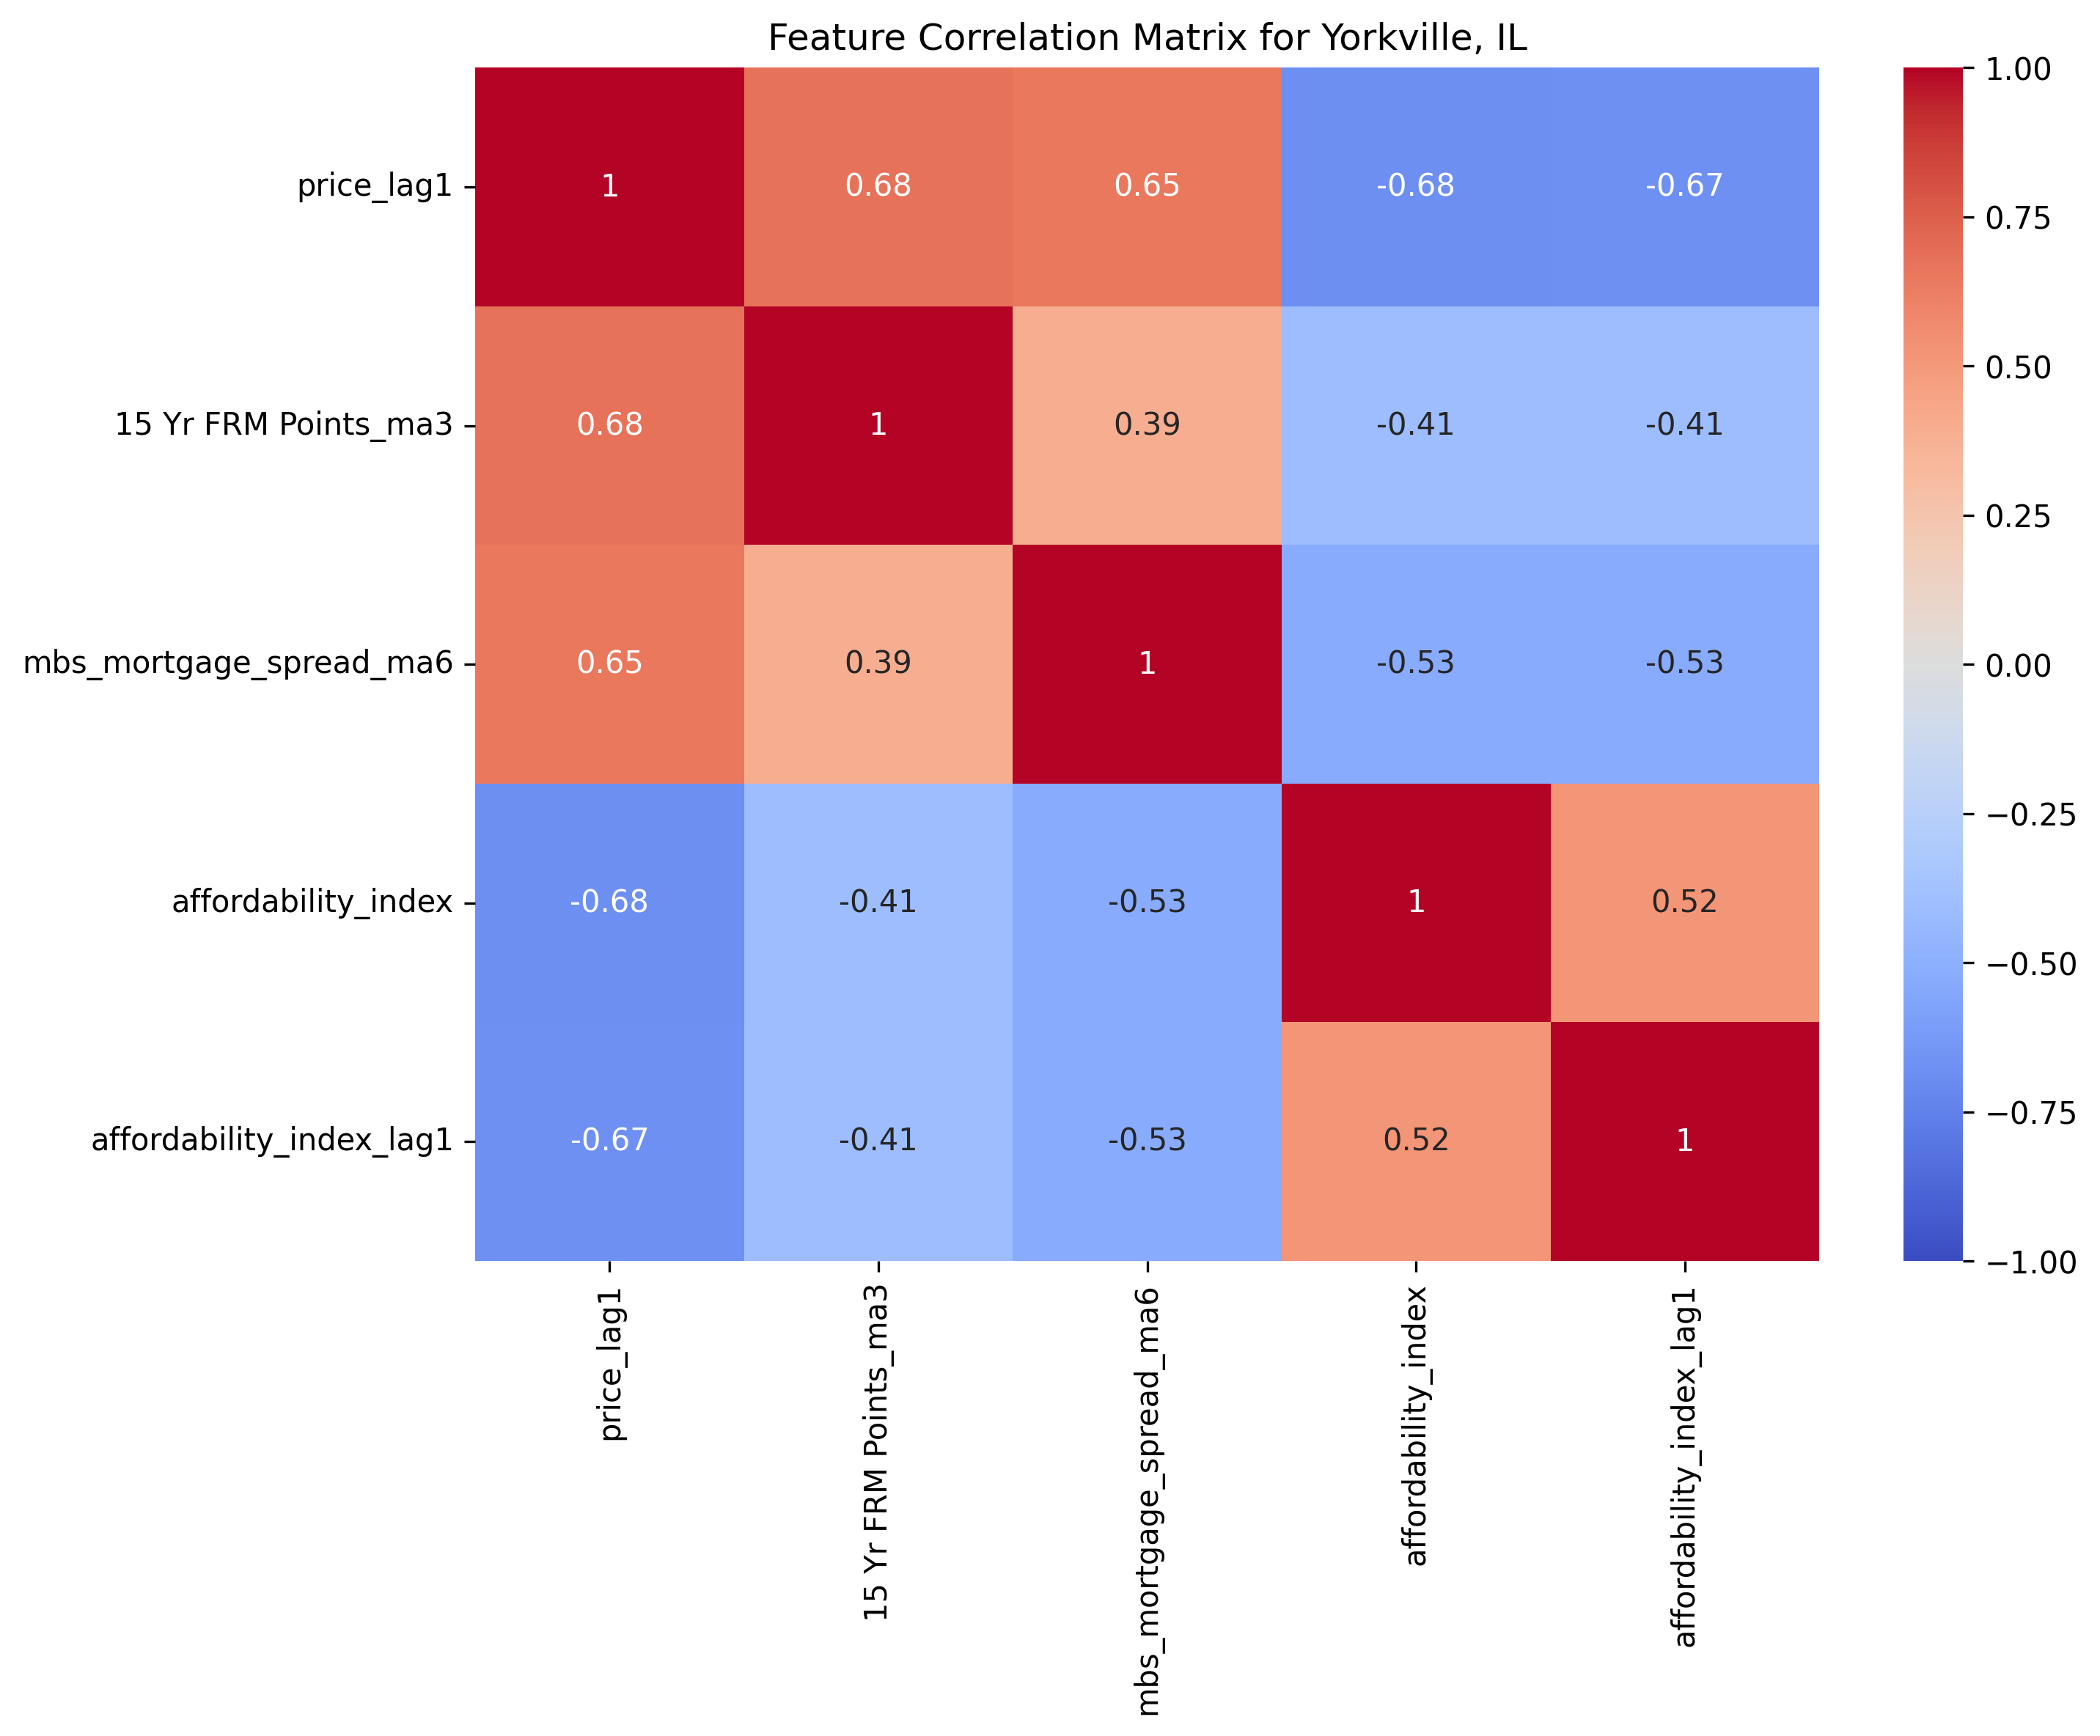 Feature Correlation Matrix for Yorkville, IL
price_lag1 1 0.68 0.65 -0.68 -0.67
15 Yr FRM Points_ma3 0.68 1 0.39 -0.41 -0.41
mbs_mortgage_spread_ma6 0.65 0.39 1 -0.53 -0.53
affordability_index -0.68 -0.41 -0.53 1 0.52
affordability_index_lag1 -0.67 -0.41 -0.53 0.52 1
price_lag1
15 Yr FRM Points_ma3
mbs_mortgage_spread_ma6
affordability_index
affordability_index_lag1
1.00
0.75
0.50
0.25
0.00
−0.25
−0.50
−0.75
−1.00